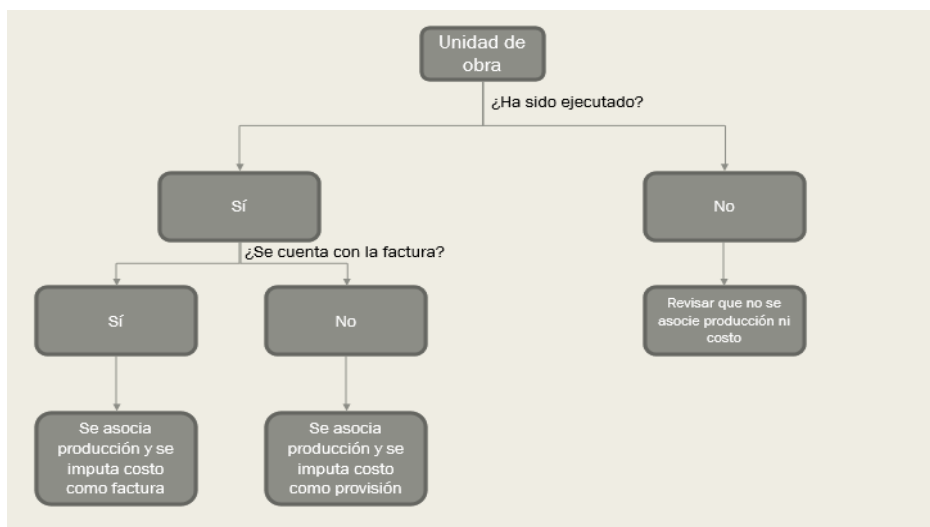 Unidad de
obra
¿Ha sido ejecutado?
Sí
No
¿Se cuenta con la factura?
Sí
No
Revisar que no se
asocie producción ni
costo
Se asocia
producción y se
imputa costo
como factura
Se asocia
producción y se
imputa costo
como provisión